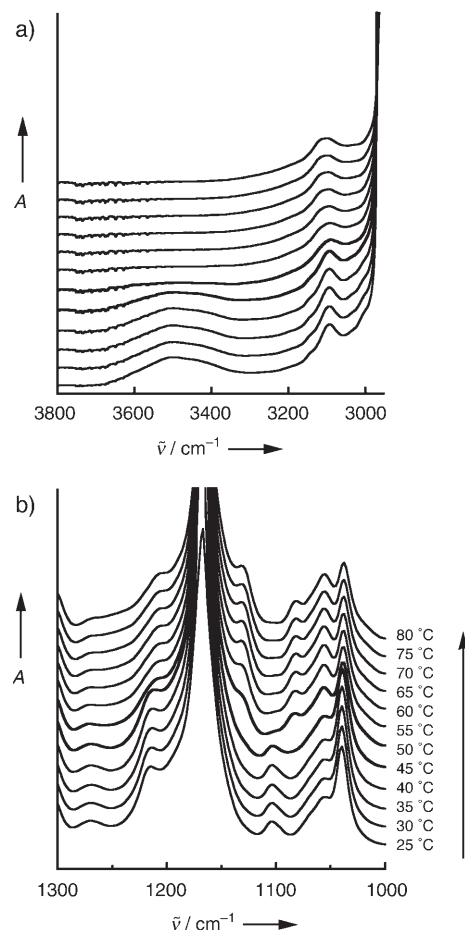 a)
A
3800 3600 3400 3200 3000
ṽ / cm⁻¹
b)
A
80 °C
75 °C
70 °C
65 °C
60 °C
55 °C
50 °C
45 °C
40 °C
35 °C
30 °C
25 °C
1300 1200 1100 1000
ṽ / cm⁻¹